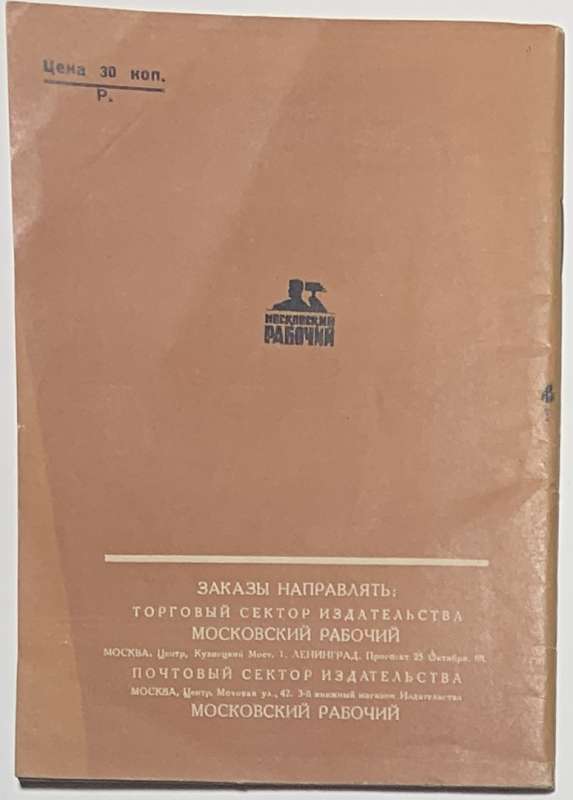 Цена 30 коп.
Р.
МОСКОВСКИЙ
РАБОЧИЙ
ЗАКАЗЫ НАПРАВЛЯТЬ:
ТОРГОВЫЙ СЕКТОР ИЗДАТЕЛЬСТВА
МОСКОВСКИЙ РАБОЧИЙ
МОСКВА, Центр, Кузнецкий Мост, 1. ЛЕНИНГРАД, Проспект 25 Октября,
ПОЧТОВЫЙ СЕКТОР ИЗДАТЕЛЬСТВА
МОСКВА, Центр, Моховая ул., 42. 3-й книжный магазин Издательства
МОСКОВСКИЙ РАБОЧИЙ